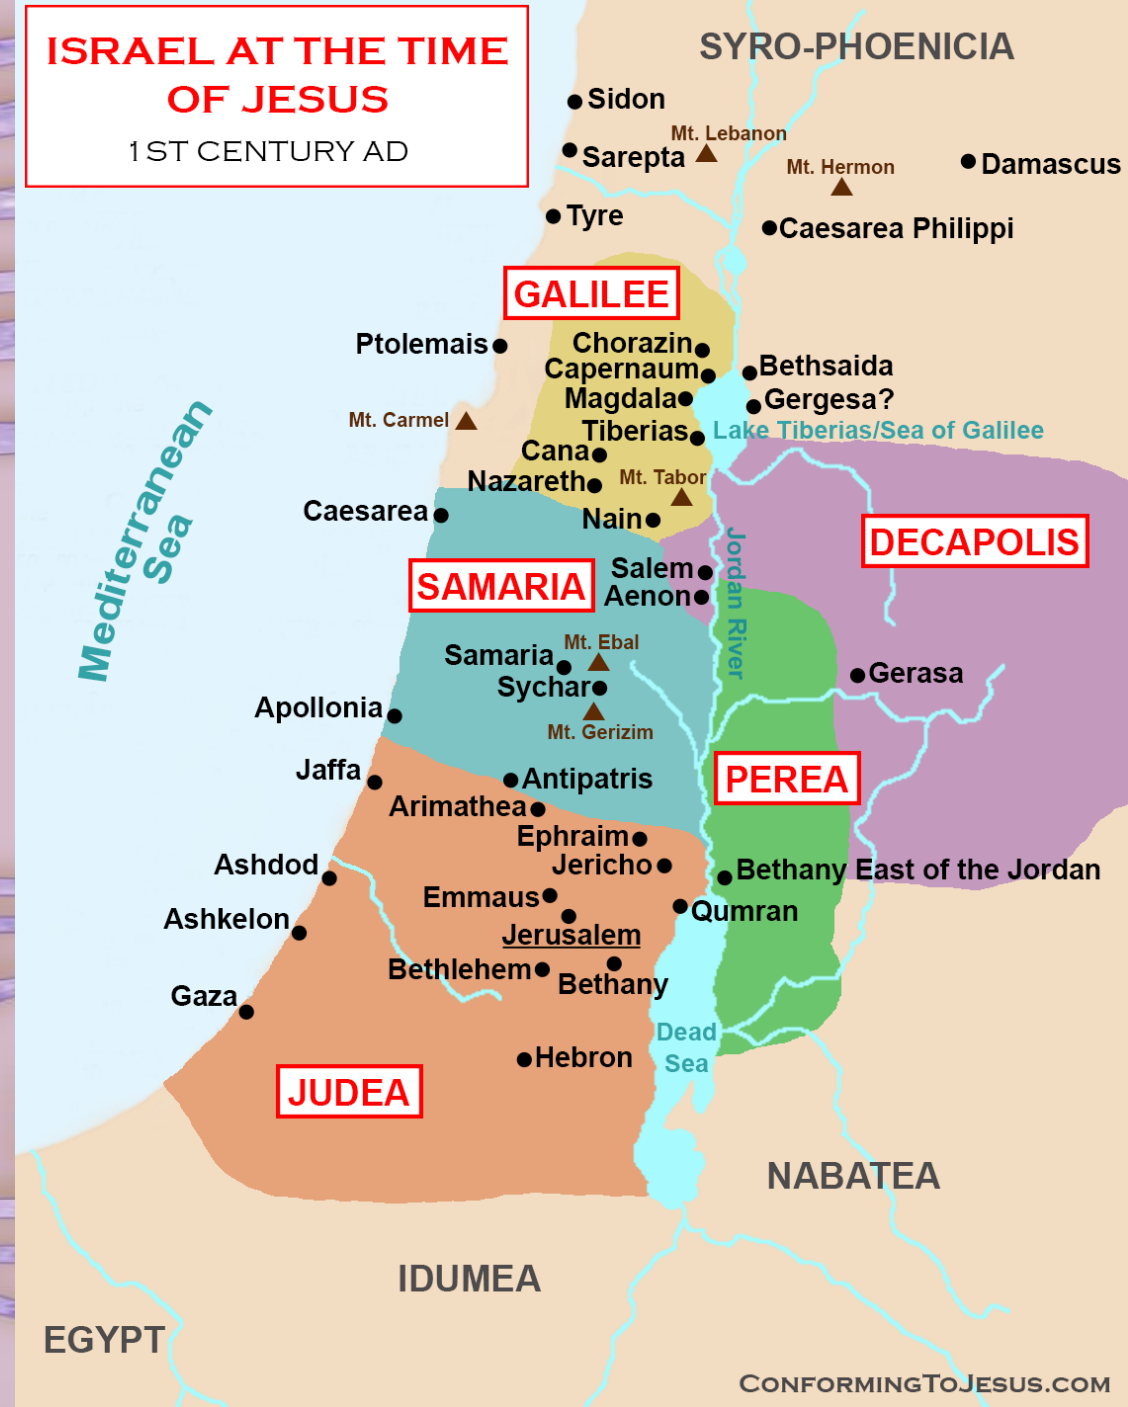 ISRAEL AT THE TIME
OF JESUS
1ST CENTURY AD
SYRO-PHOENICIA
Sidon
Mt. Lebanon
Sarepta
Mt. Hermon
Damascus
Tyre
Caesarea Philippi
GALILEE
Ptolemais
Chorazin
Capernaum
Bethsaida
Magdala
Gergesa?
Mt. Carmel
Tiberias
Lake Tiberias/Sea of Galilee
Cana
Nazareth
Mt. Tabor
Mediterranean
Sea
Caesarea
Nain
DECAPOLIS
Jordan River
Salem
SAMARIA
Aenon
Mt. Ebal
Samaria
Sychar
Gerasa
Apollonia
Mt. Gerizim
Jaffa
Antipatris
PEREA
Arimathea
Ephraim
Jericho
Ashdod
Bethany East of the Jordan
Emmaus
Qumran
Ashkelon
Jerusalem
Bethlehem
Bethany
Gaza
Dead
Sea
Hebron
JUDEA
NABATEA
IDUMEA
EGYPT
CONFORMINGTOJESUS.COM